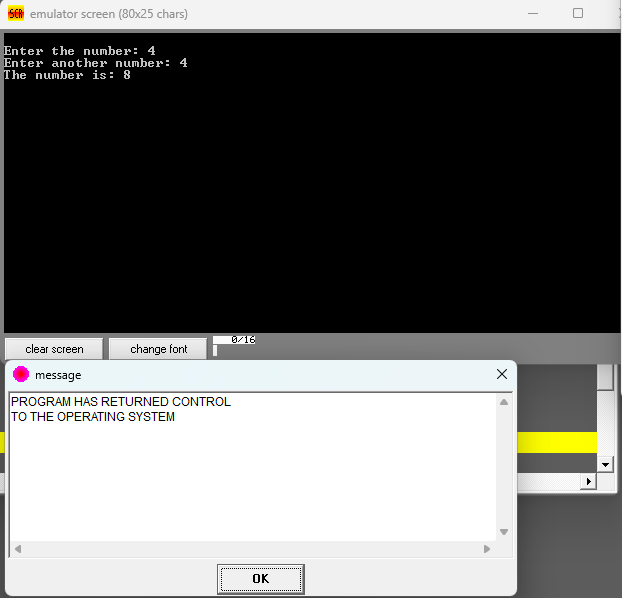 SCR emulator screen (80x25 chars)
Enter the number: 4
Enter another number: 4
The number is: 8
clear screen
change font
0/16
message
PROGRAM HAS RETURNED CONTROL
TO THE OPERATING SYSTEM
OK